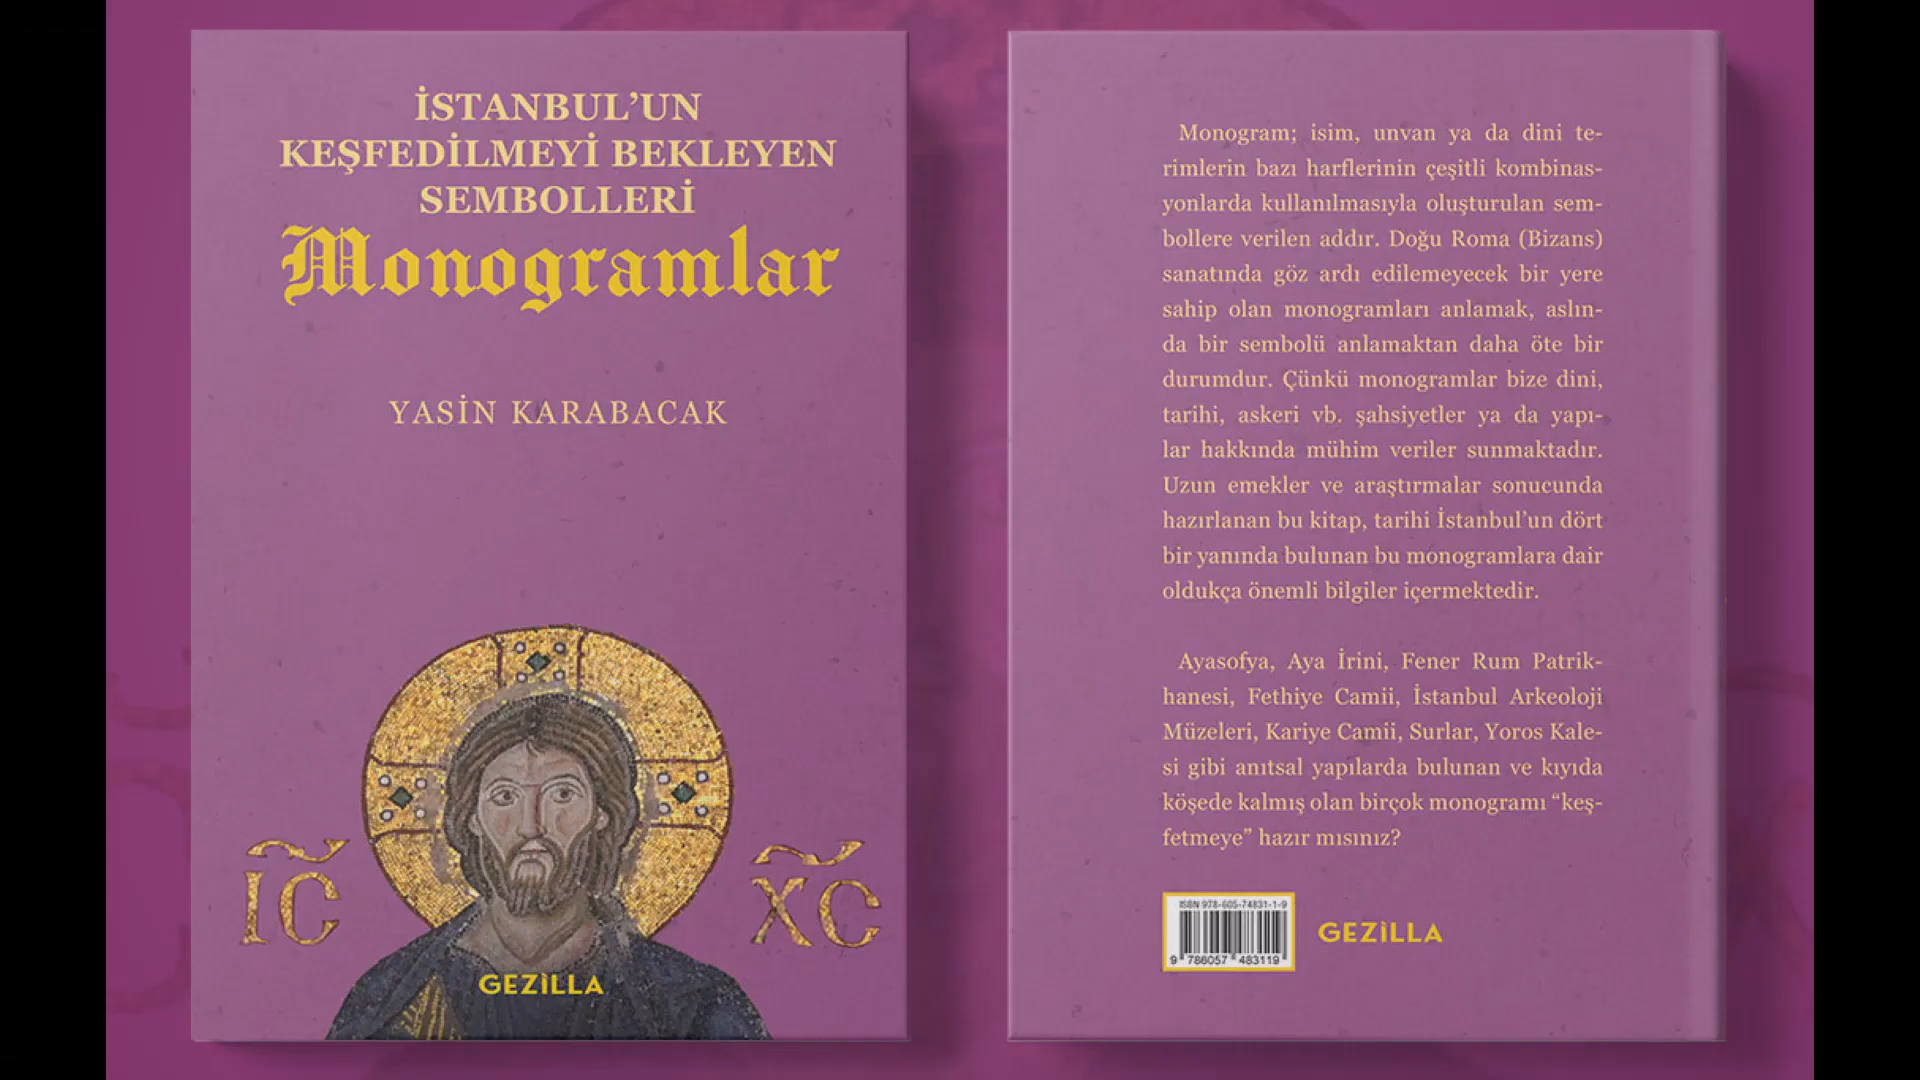 İSTANBUL’UN
KEŞFEDİLMEYİ BEKLEYEN
SEMBOLLERİ
Monogramlar
YASİN KARABACAK
IC
XC
GEZİLLA
Monogram; isim, unvan ya da dini te-
rimlerin bazı harflerinin çeşitli kombinas-
yonlarda kullanılmasıyla oluşturulan sem-
bollere verilen addır. Doğu Roma (Bizans)
sanatında göz ardı edilemeyecek bir yere
sahip olan monogramları anlamak, aslın-
da bir sembolü anlamaktan daha öte bir
durumdur. Çünkü monogramlar bize dini,
tarihi, askeri vb. şahsiyetler ya da yapı-
lar hakkında mühim veriler sunmaktadır.
Uzun emekler ve araştırmalar sonucunda
hazırlanan bu kitap, tarihi İstanbul’un dört
bir yanında bulunan bu monogramlara dair
oldukça önemli bilgiler içermektedir.
Ayasofya, Aya İrini, Fener Rum Patrik-
hanesi, Fethiye Camii, İstanbul Arkeoloji
Müzeleri, Kariye Camii, Surlar, Yoros Kale-
si gibi anıtsal yapılarda bulunan ve kıyıda
köşede kalmış olan birçok monogramı “keş-
fetmeye” hazır mısınız?
ISBN 978-605-74831-1-9
9 786057 483119
GEZİLLA